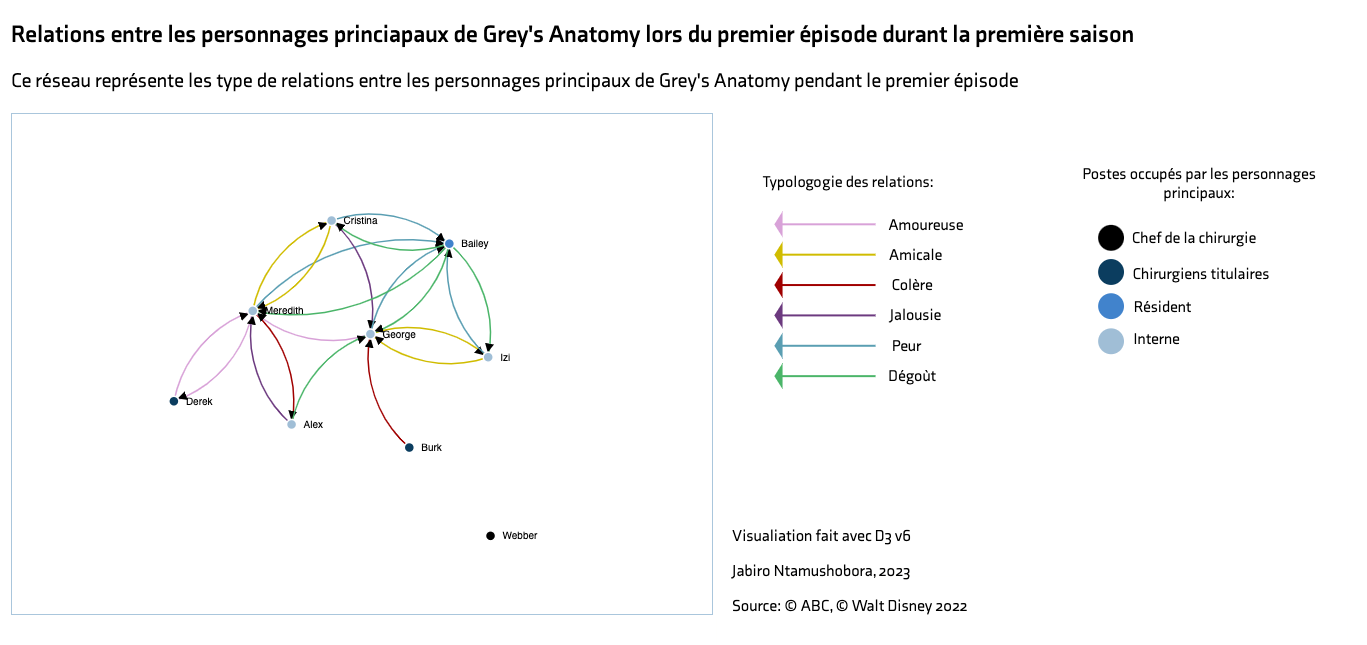 Relations entre les personnages princiapaux de Grey's Anatomy lors du premier épisode durant la première saison
Ce réseau représente les type de relations entre les personnages principaux de Grey's Anatomy pendant le premier épisode
Cristina
Bailey
Meredith
George
Izi
Derek
Alex
Burk
Webber
Typologogie des relations:
Amoureuse
Amicale
Colère
Jalousie
Peur
Dégoùt
Postes occupés par les personnages
principaux:
Chef de la chirurgie
Chirurgiens titulaires
Résident
Interne
Visualiation fait avec D3 v6
Jabiro Ntamushobora, 2023
Source: © ABC, © Walt Disney 2022